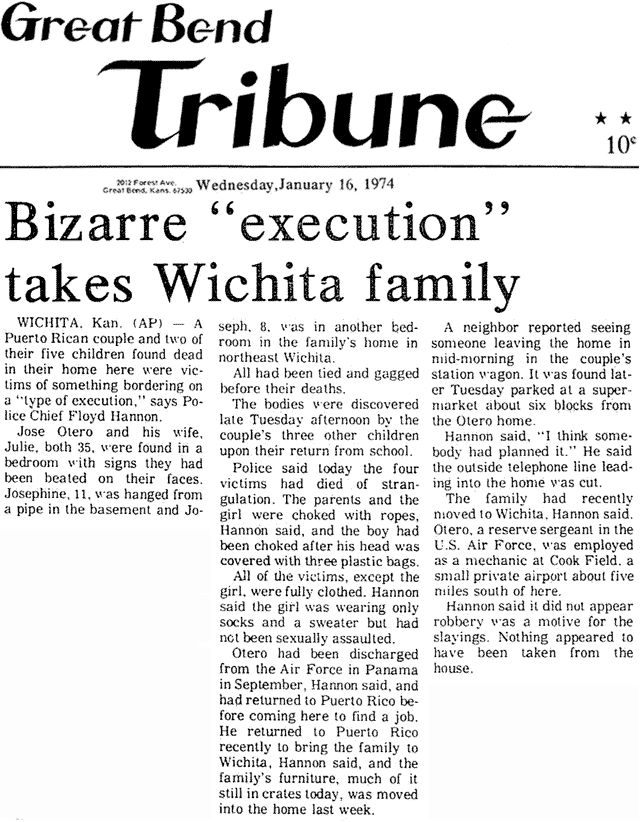 Great Bend
Tribune
★ ★
10¢
2012 Forest Ave.
Great Bend, Kans. 67530
Wednesday, January 16, 1974
Bizarre "execution"
takes Wichita family
WICHITA, Kan. (AP) — A
Puerto Rican couple and two of
their five children found dead
in their home here were vic-
tims of something bordering on
a "type of execution," says Po-
lice Chief Floyd Hannon.
Jose Otero and his wife,
Julie, both 35, were found in a
bedroom with signs they had
been beated on their faces.
Josephine, 11, was hanged from
a pipe in the basement and Jo-
seph, 8, was in another bed-
room in the family's home in
northeast Wichita.
All had been tied and gagged
before their deaths.
The bodies were discovered
late Tuesday afternoon by the
couple's three other children
upon their return from school.
Police said today the four
victims had died of stran-
gulation. The parents and the
girl were choked with ropes,
Hannon said, and the boy had
been choked after his head was
covered with three plastic bags.
All of the victims, except the
girl, were fully clothed. Hannon
said the girl was wearing only
socks and a sweater but had
not been sexually assaulted.
Otero had been discharged
from the Air Force in Panama
in September, Hannon said, and
had returned to Puerto Rico be-
fore coming here to find a job.
He returned to Puerto Rico
recently to bring the family to
Wichita, Hannon said, and the
family's furniture, much of it
still in crates today, was moved
into the home last week.
A neighbor reported seeing
someone leaving the home in
mid-morning in the couple's
station wagon. It was found lat-
er Tuesday parked at a super-
market about six blocks from
the Otero home.
Hannon said, "I think some-
body had planned it." He said
the outside telephone line lead-
ing into the home was cut.
The family had recently
moved to Wichita, Hannon said.
Otero, a reserve sergeant in the
U.S. Air Force, was employed
as a mechanic at Cook Field, a
small private airport about five
miles south of here.
Hannon said it did not appear
robbery was a motive for the
slayings. Nothing appeared to
have been taken from the
house.